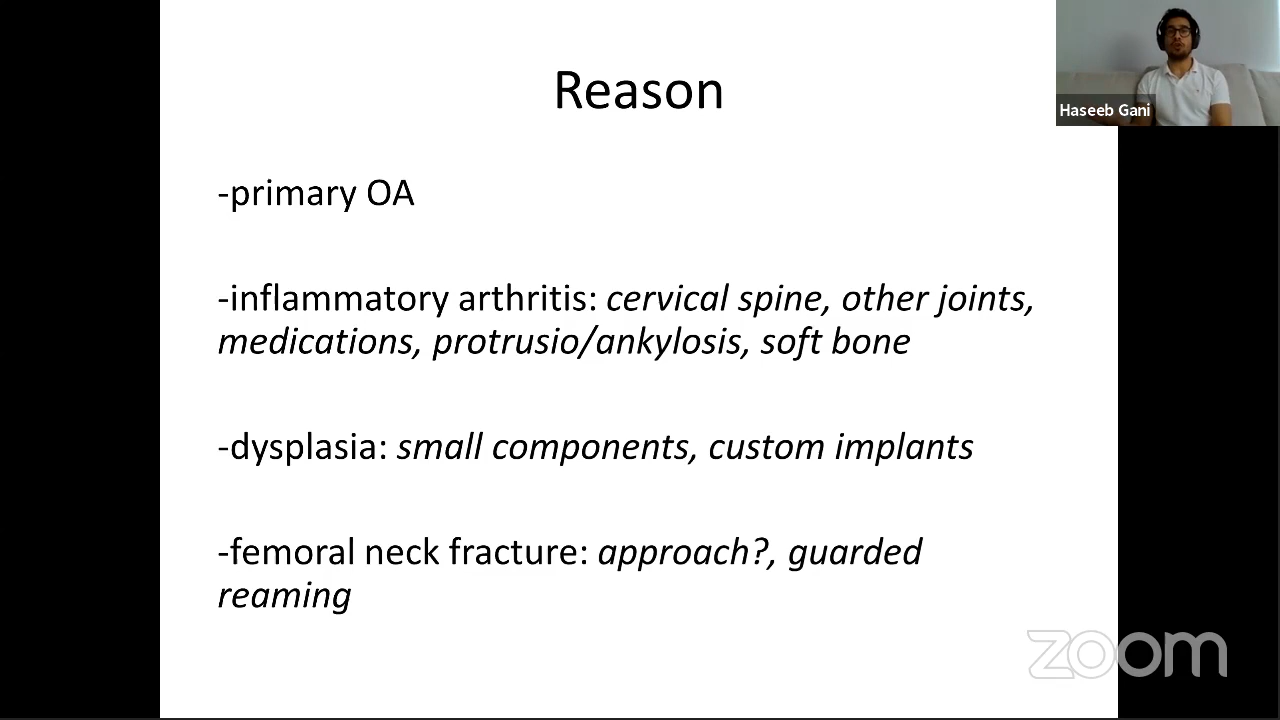 Reason
Haseeb Gani
-primary OA
-inflammatory arthritis: cervical spine, other joints,
medications, protrusio/ankylosis, soft bone
-dysplasia: small components, custom implants
-femoral neck fracture: approach?, guarded
reaming
zoom